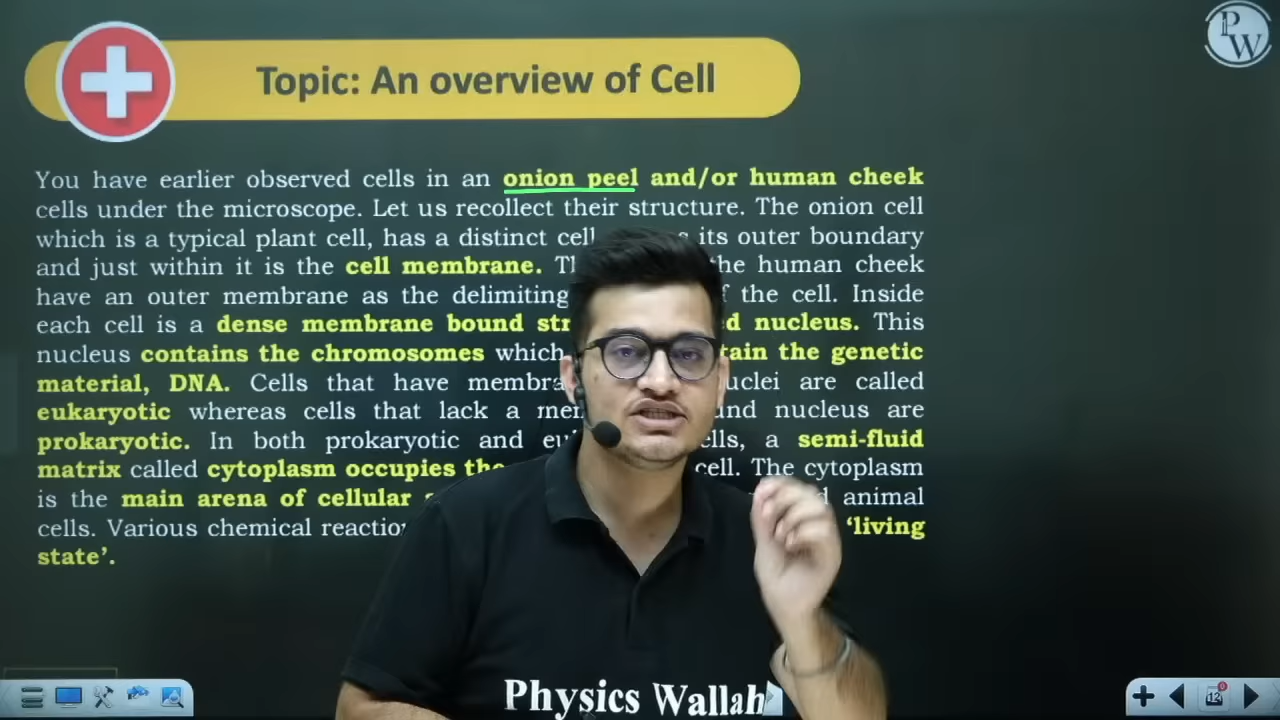 PW
Topic: An overview of Cell
You have earlier observed cells in an onion peel and/or human cheek
cells under the microscope. Let us recollect their structure. The onion cell
which is a typical plant cell, has a distinct cell its outer boundary
and just within it is the cell membrane. the human cheek
have an outer membrane as the delimiting f the cell. Inside
each cell is a dense membrane bound str d nucleus. This
nucleus contains the chromosomes which tain the genetic
material, DNA. Cells that have membra uclei are called
eukaryotic whereas cells that lack a mem und nucleus are
prokaryotic. In both prokaryotic and eu ells, a semi-fluid
matrix called cytoplasm occupies the cell. The cytoplasm
is the main arena of cellular animal
cells. Various chemical reactio ‘living
state’.
Physics Wallah
12